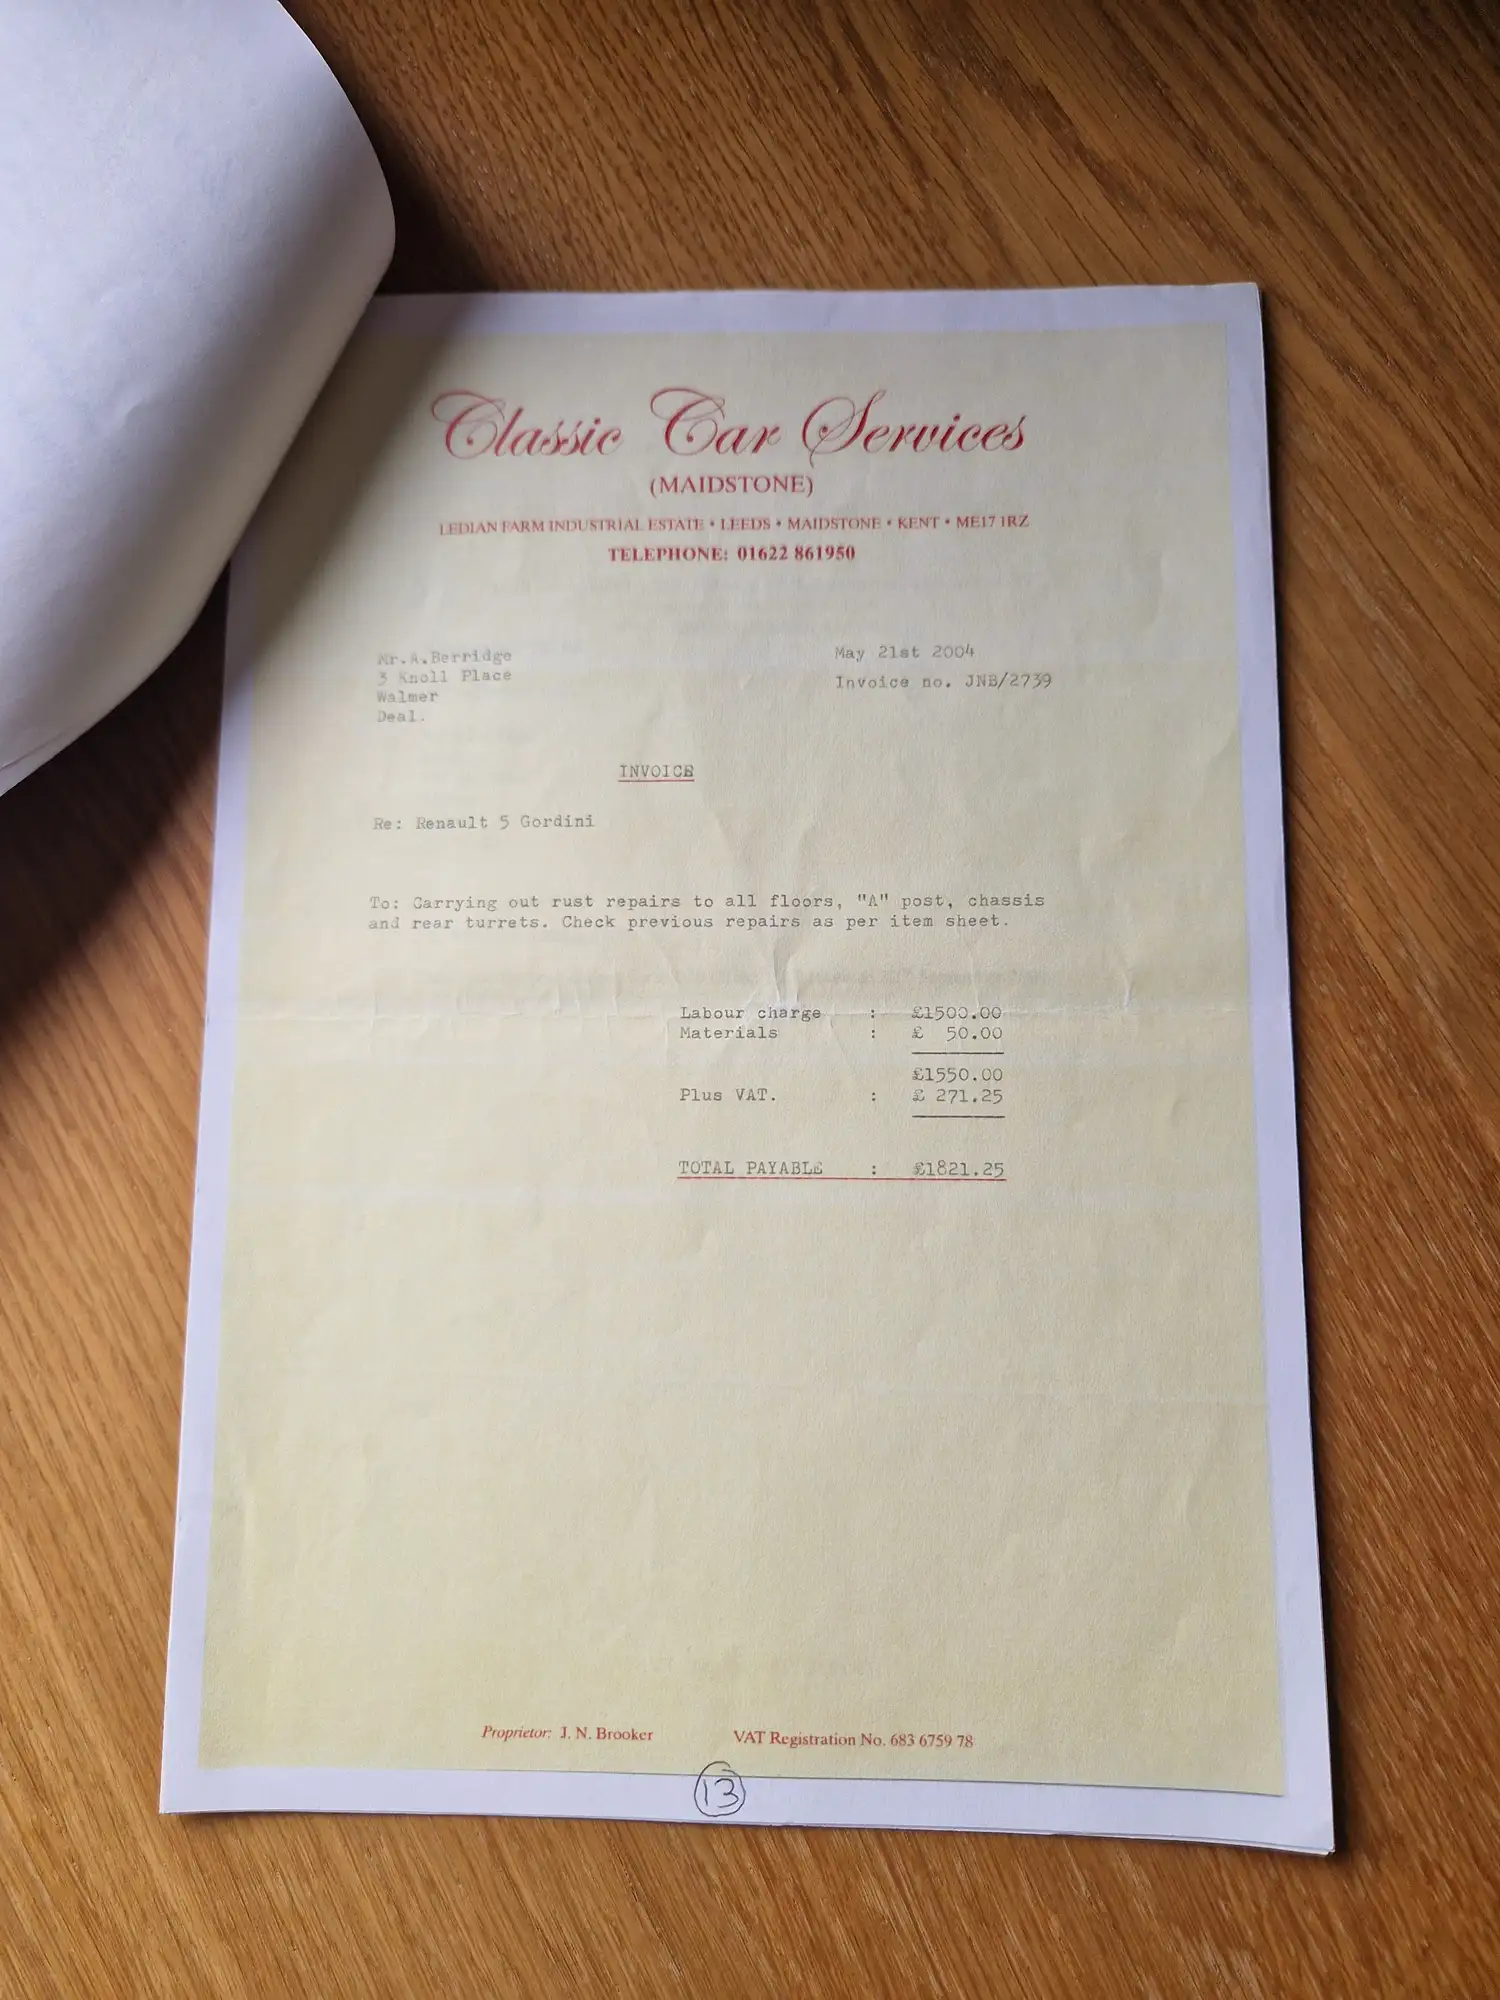 Classic Car Services
(MAIDSTONE)
LEDIAN FARM INDUSTRIAL ESTATE • LEEDS • MAIDSTONE • KENT • ME17 1RZ
TELEPHONE: 01622 861950
Mr.A.Berridge
3 Knoll Place
Walmer
Deal.
May 21st 2004
Invoice no. JNB/2739
INVOICE
Re: Renault 5 Gordini
To: Carrying out rust repairs to all floors, "A" post, chassis
and rear turrets. Check previous repairs as per item sheet.
Labour charge : £1500.00
Materials : £ 50.00
£1550.00
Plus VAT. : £ 271.25
TOTAL PAYABLE : £1821.25
Proprietor: J. N. Brooker VAT Registration No. 683 6759 78
13